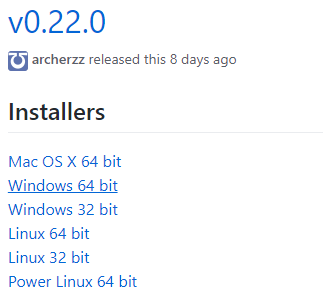 v0.22.0
archerzz released this 8 days ago
Installers
Mac OS X 64 bit
Windows 64 bit
Windows 32 bit
Linux 64 bit
Linux 32 bit
Power Linux 64 bit